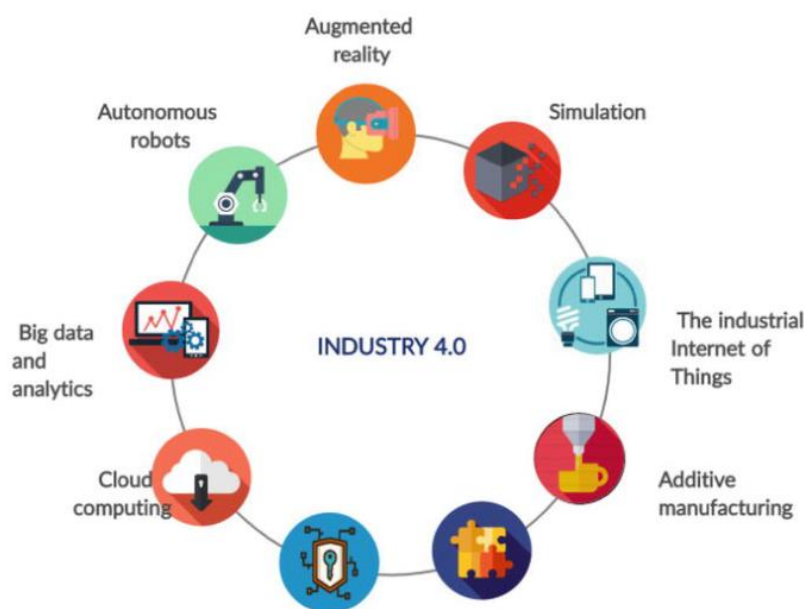 Augmented
reality
Autonomous
robots
Simulation
Big data
and
analytics
INDUSTRY 4.0
The industrial
Internet of
Things
Cloud
computing
Additive
manufacturing